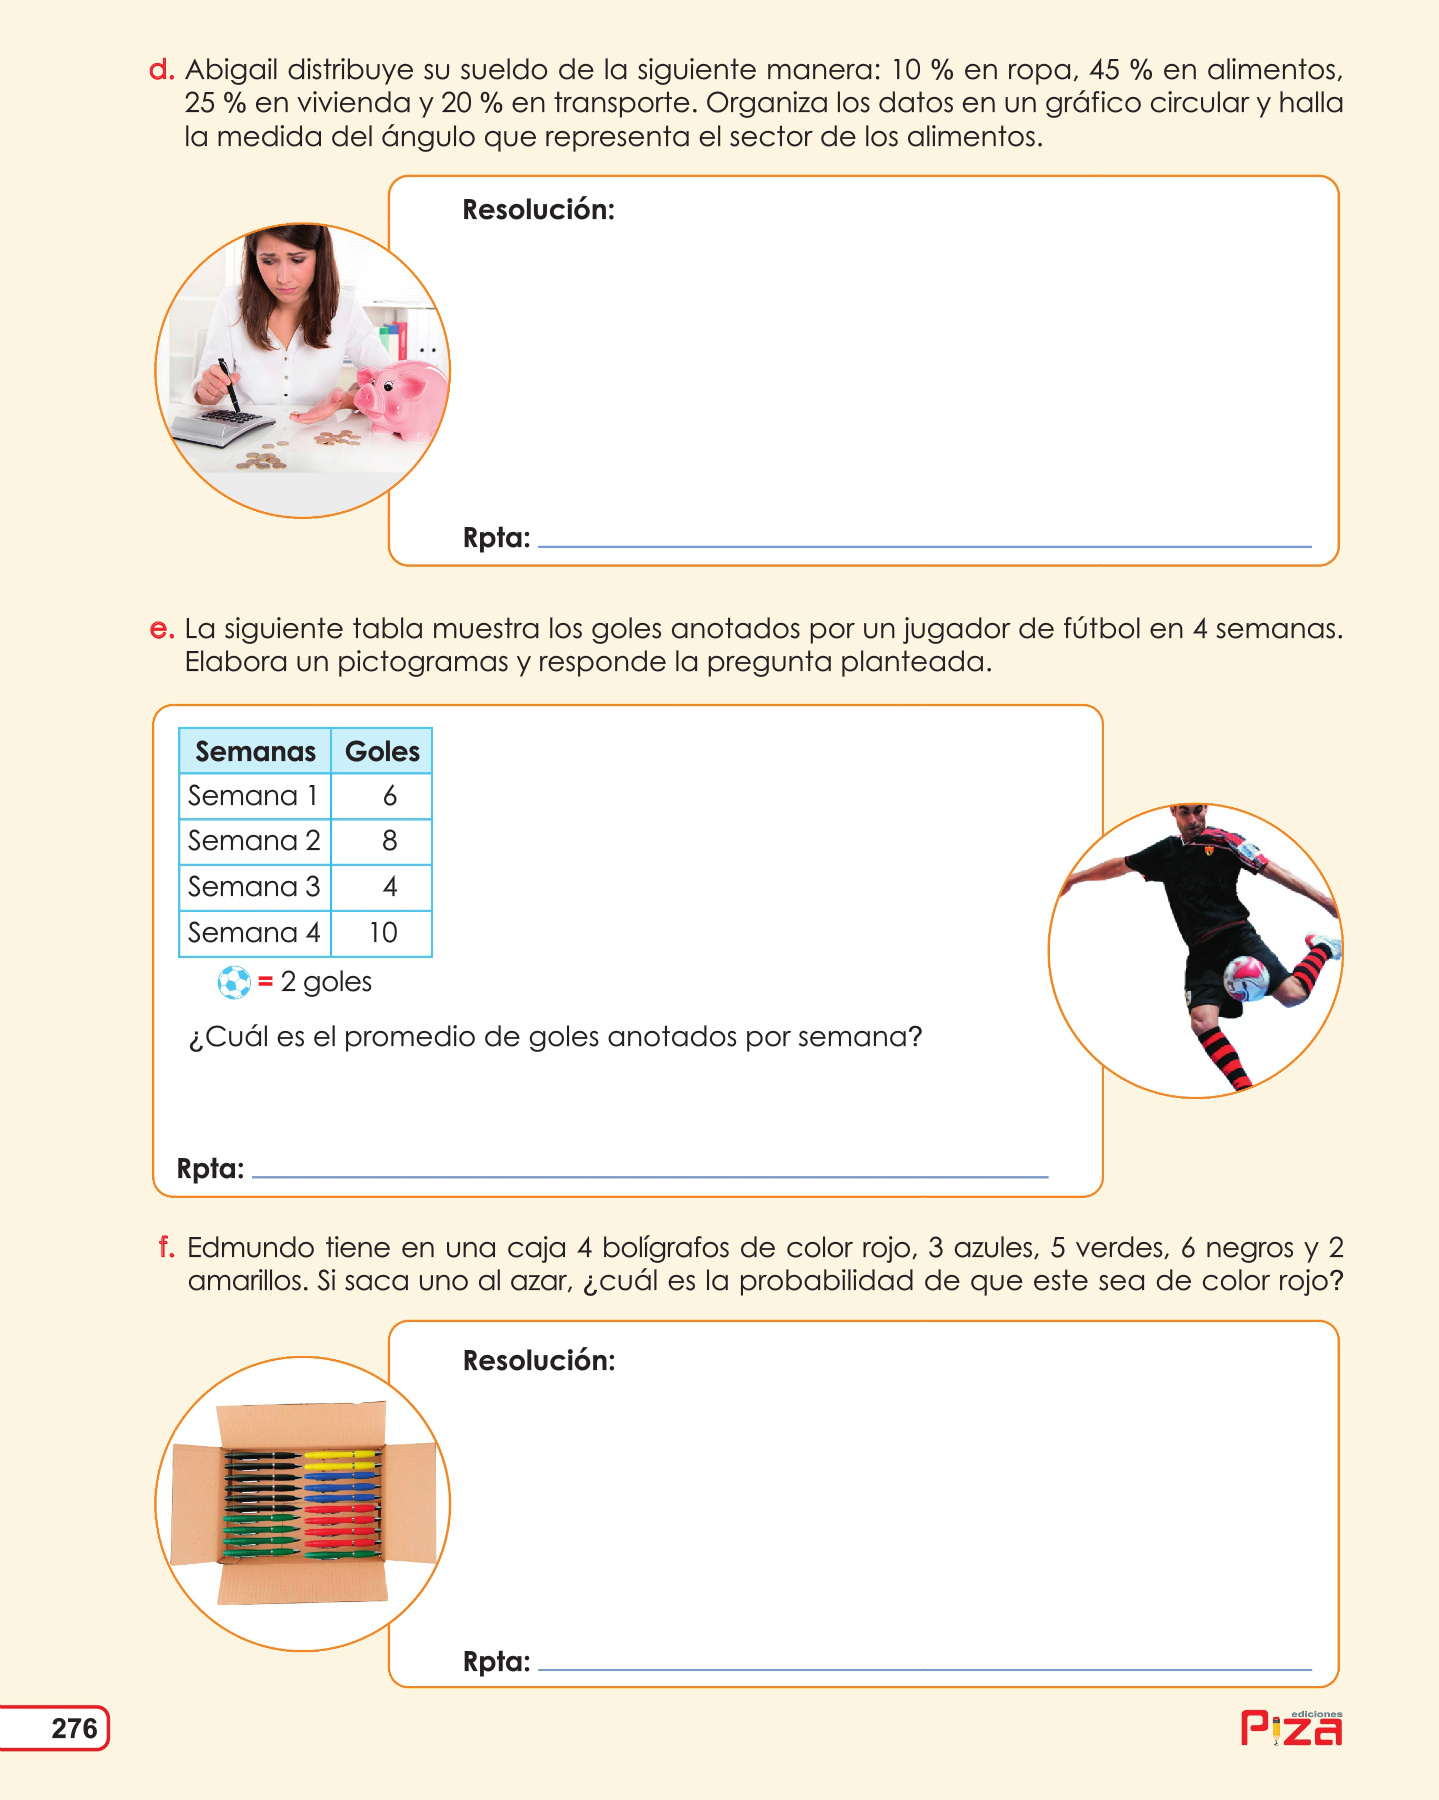 d. Abigail distribuye su sueldo de la siguiente manera: 10 % en ropa, 45 % en alimentos,
25 % en vivienda y 20 % en transporte. Organiza los datos en un gráfico circular y halla
la medida del ángulo que representa el sector de los alimentos.
Resolución:
Rpta:
e. La siguiente tabla muestra los goles anotados por un jugador de fútbol en 4 semanas.
Elabora un pictogramas y responde la pregunta planteada.
Semanas Goles
Semana 1 6
Semana 2 8
Semana 3 4
Semana 4 10
= 2 goles
¿Cuál es el promedio de goles anotados por semana?
Rpta:
f. Edmundo tiene en una caja 4 bolígrafos de color rojo, 3 azules, 5 verdes, 6 negros y 2
amarillos. Si saca uno al azar, ¿cuál es la probabilidad de que este sea de color rojo?
Resolución:
Rpta:
276
ediciones
Piza